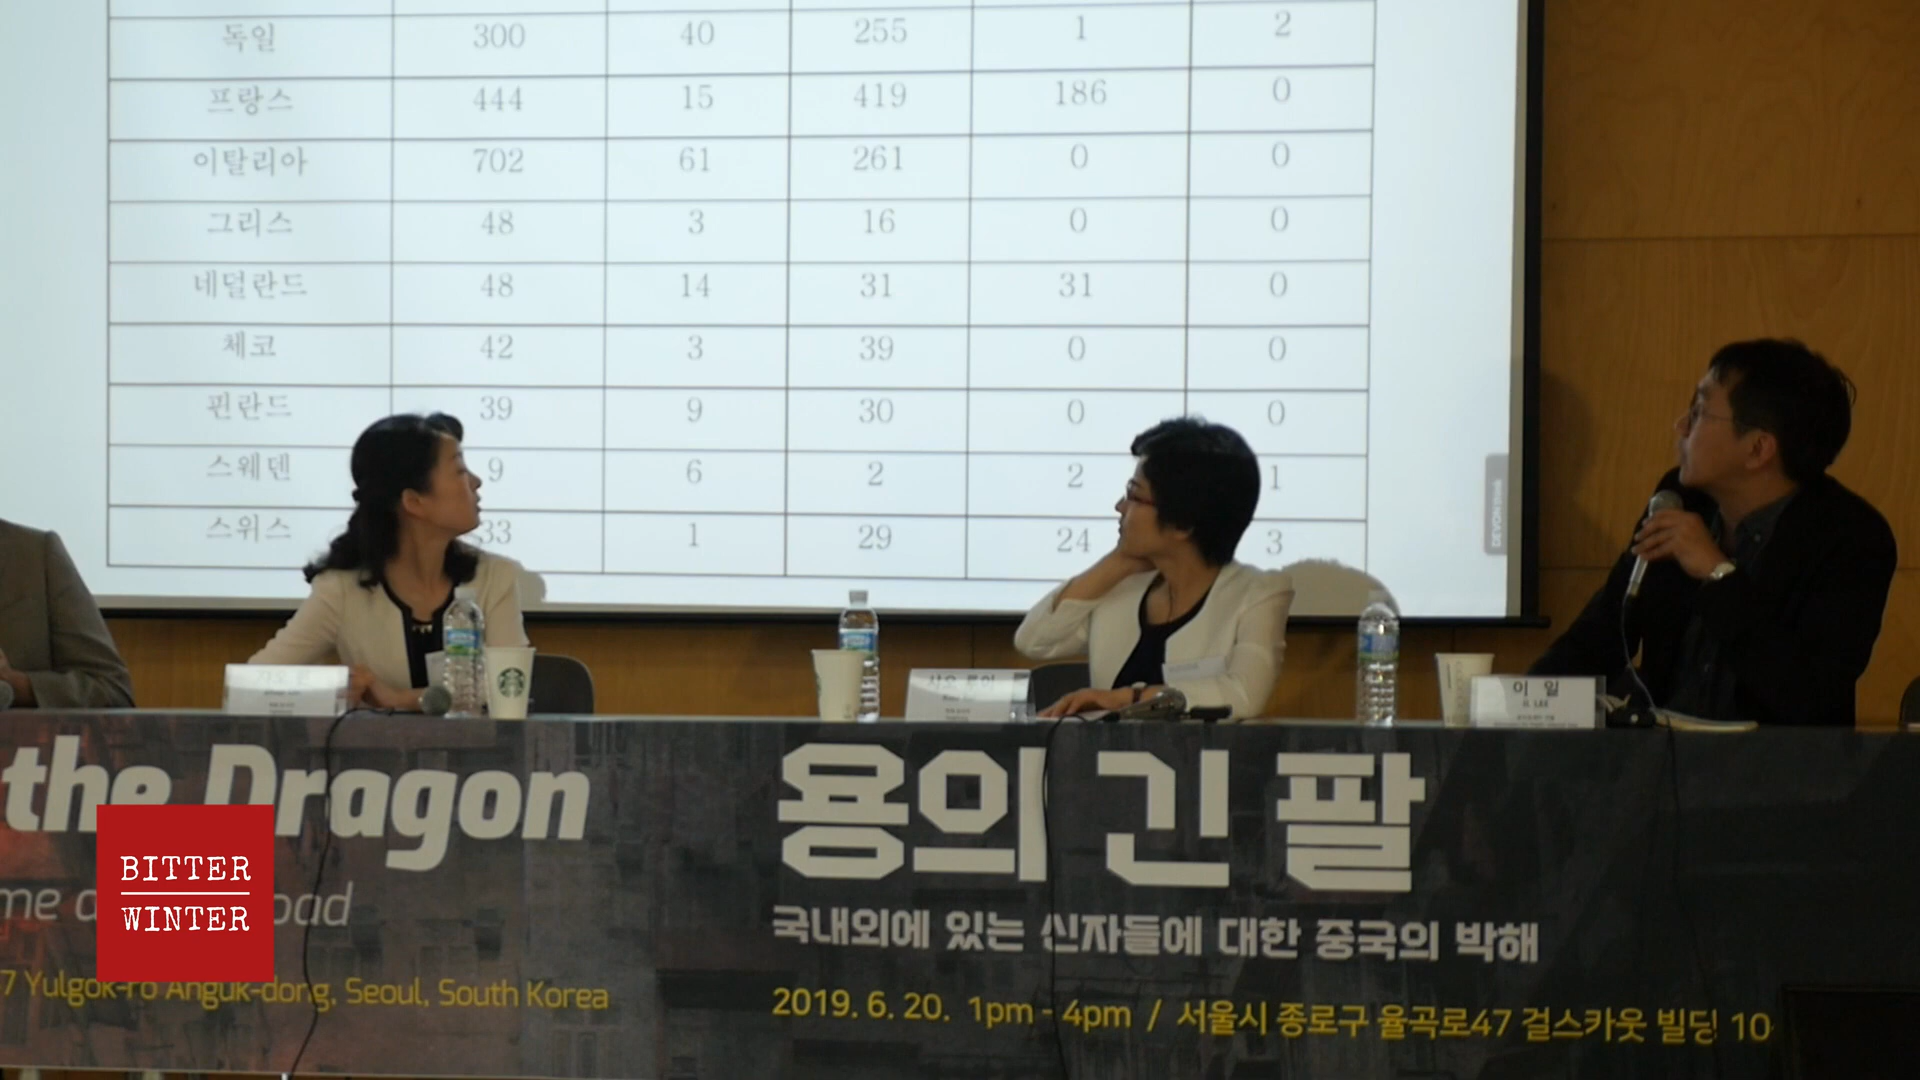 독일 300 40 255 1 2
프랑스 444 15 419 186 0
이탈리아 702 61 261 0 0
그리스 48 3 16 0 0
네덜란드 48 14 31 31 0
체코 42 3 39 0 0
핀란드 39 9 30 0 0
스웨덴 9 6 2 2 1
스위스 33 1 29 24 3
이 일
IL LEE
the Dragon
용의 긴 팔
국내외에 있는 신자들에 대한 중국의 박해
7 Yulgok-ro Anguk-dong, Seoul, South Korea
2019. 6. 20. 1pm - 4pm / 서울시 종로구 율곡로47 걸스카웃 빌딩 10
BITTER
WINTER